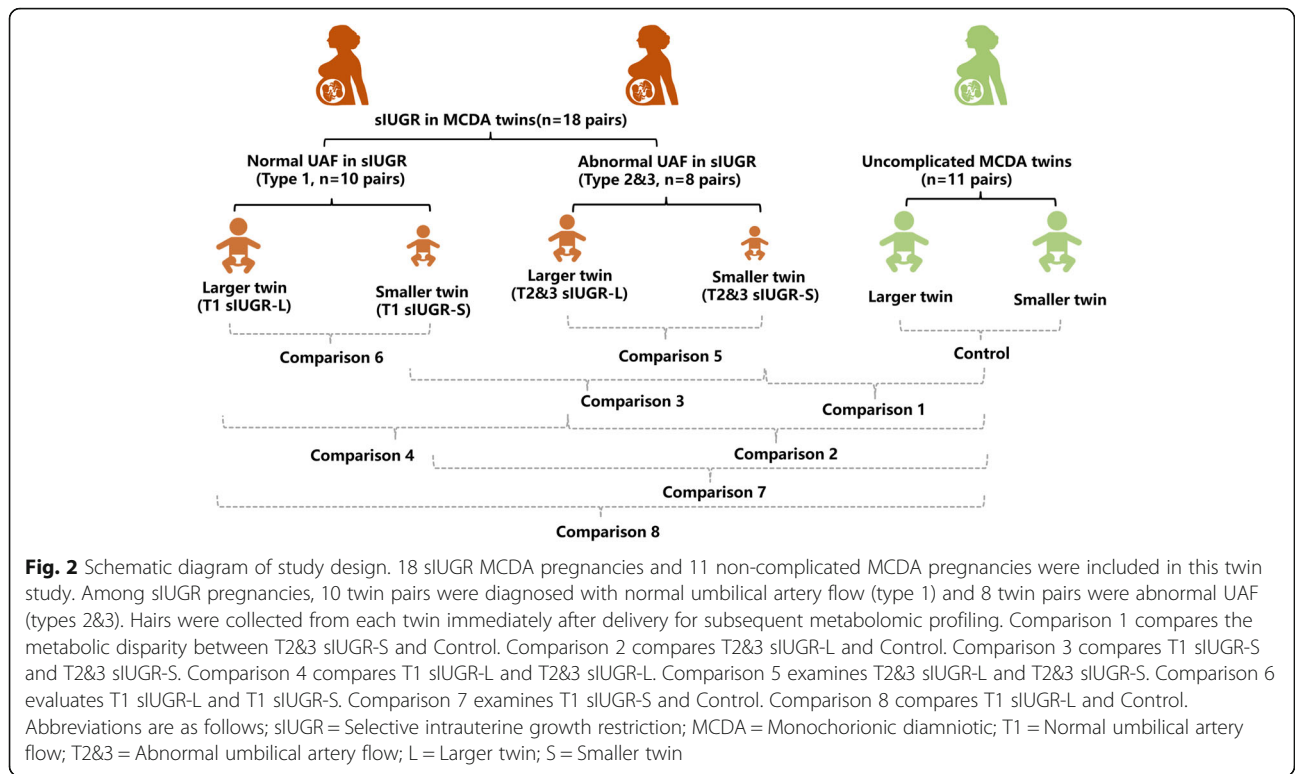 sIUGR in MCDA twins(n=18 pairs)
Normal UAF in sIUGR
(Type 1, n=10 pairs)
Abnormal UAF in sIUGR
(Type 2&3, n=8 pairs)
Uncomplicated MCDA twins
(n=11 pairs)
Larger twin
(T1 sIUGR-L)
Smaller twin
(T1 sIUGR-S)
Larger twin
(T2&3 sIUGR-L)
Smaller twin
(T2&3 sIUGR-S)
Larger twin
Smaller twin
Comparison 6
Comparison 5
Control
Comparison 3
Comparison 1
Comparison 4
Comparison 2
Comparison 7
Comparison 8
Fig. 2 Schematic diagram of study design. 18 sIUGR MCDA pregnancies and 11 non-complicated MCDA pregnancies were included in this twin
study. Among sIUGR pregnancies, 10 twin pairs were diagnosed with normal umbilical artery flow (type 1) and 8 twin pairs were abnormal UAF
(types 2&3). Hairs were collected from each twin immediately after delivery for subsequent metabolomic profiling. Comparison 1 compares the
metabolic disparity between T2&3 sIUGR-S and Control. Comparison 2 compares T2&3 sIUGR-L and Control. Comparison 3 compares T1 sIUGR-S
and T2&3 sIUGR-S. Comparison 4 compares T1 sIUGR-L and T2&3 sIUGR-L. Comparison 5 examines T2&3 sIUGR-L and T2&3 sIUGR-S. Comparison 6
evaluates T1 sIUGR-L and T1 sIUGR-S. Comparison 7 examines T1 sIUGR-S and Control. Comparison 8 compares T1 sIUGR-L and Control.
Abbreviations are as follows; sIUGR = Selective intrauterine growth restriction; MCDA = Monochorionic diamniotic; T1 = Normal umbilical artery
flow; T2&3 = Abnormal umbilical artery flow; L = Larger twin; S = Smaller twin